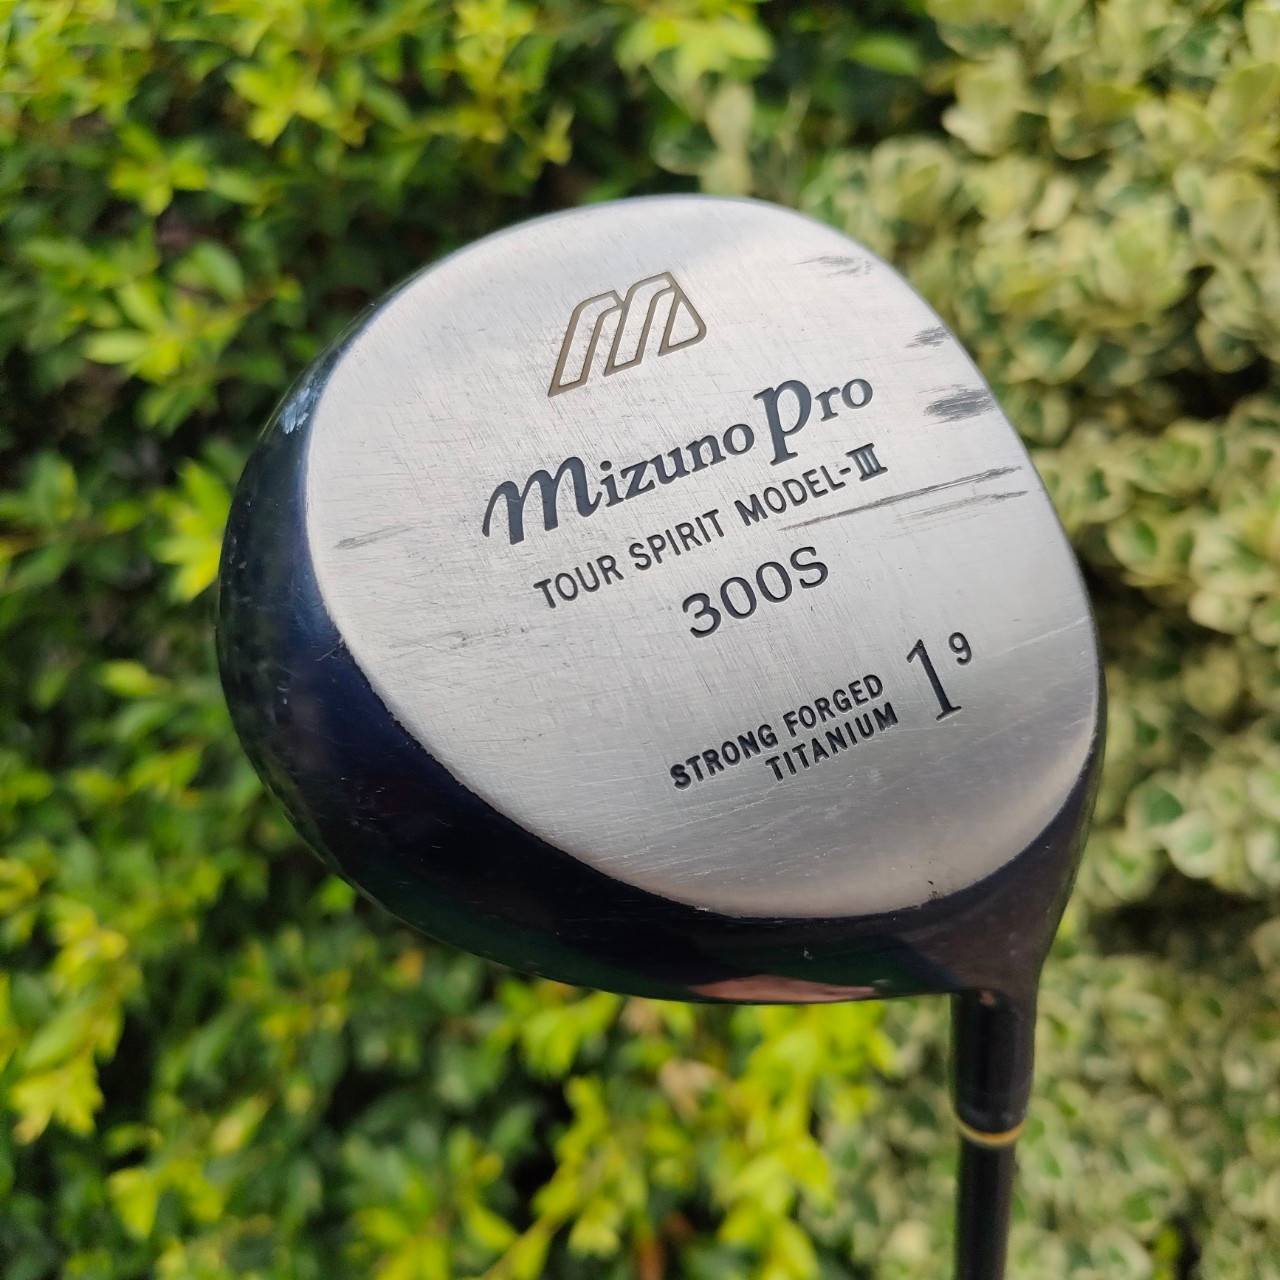 Mizuno Pro
TOUR SPIRIT MODEL-III
300S
1 9
STRONG FORGED
TITANIUM